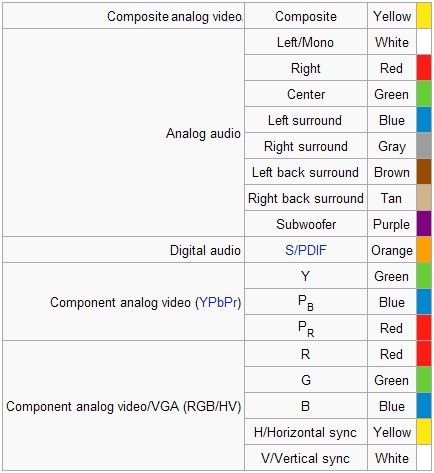 Composite analog video Composite Yellow
Analog audio Left/Mono White
Right Red
Center Green
Left surround Blue
Right surround Gray
Left back surround Brown
Right back surround Tan
Subwoofer Purple
Digital audio S/PDIF Orange
Component analog video (YPbPr) Y Green
PB Blue
PR Red
Component analog video/VGA (RGB/HV) R Red
G Green
B Blue
H/Horizontal sync Yellow
V/Vertical sync White